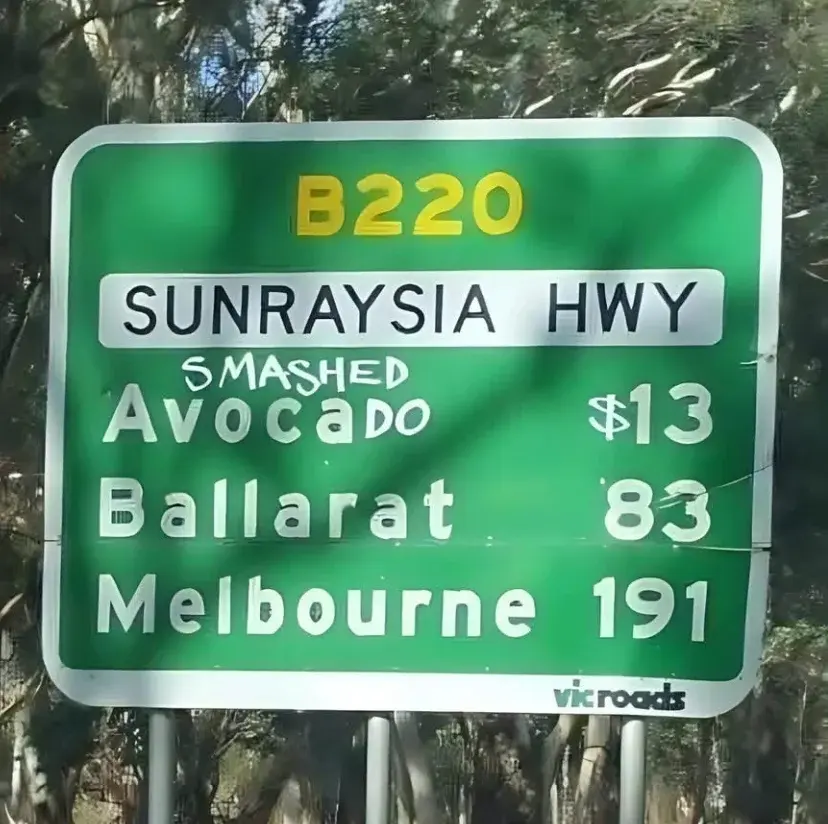 B220
SUNRAYSIA HWY
SMASHED
AvocaDO $13
Ballarat 83
Melbourne 191
vicroads